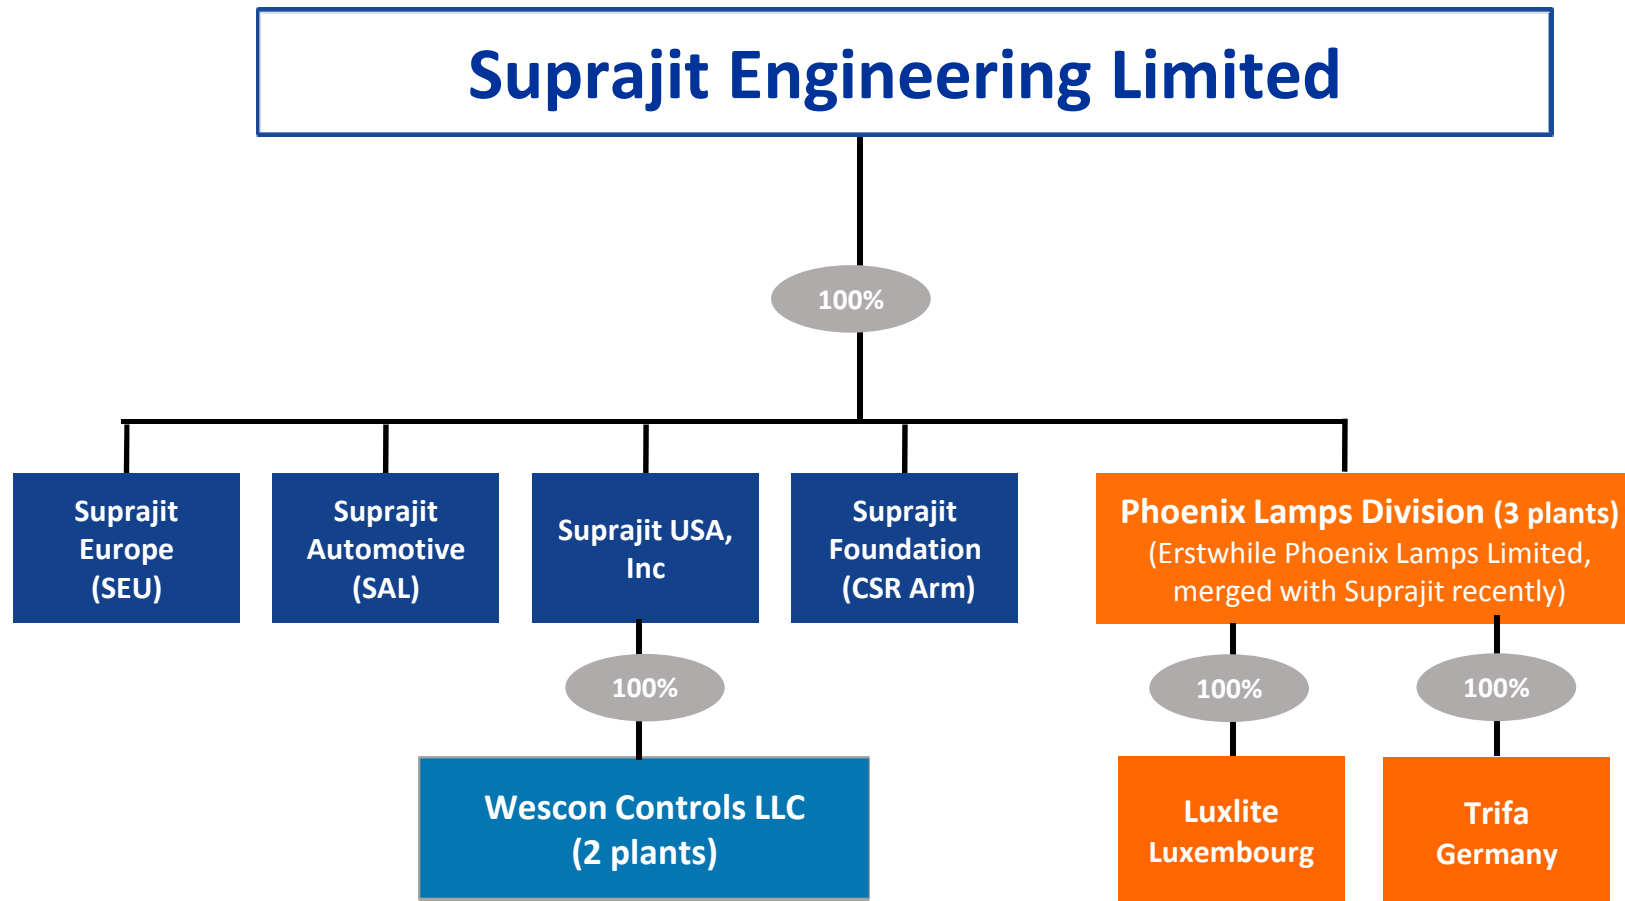 Suprajit Engineering Limited
100%
Suprajit
Europe
(SEU)
Suprajit
Automotive
(SAL)
Suprajit USA,
Inc
Suprajit
Foundation
(CSR Arm)
Phoenix Lamps Division (3 plants)
(Erstwhile Phoenix Lamps Limited,
merged with Suprajit recently)
100%
100%
100%
Wescon Controls LLC
(2 plants)
Luxlite
Luxembourg
Trifa
Germany